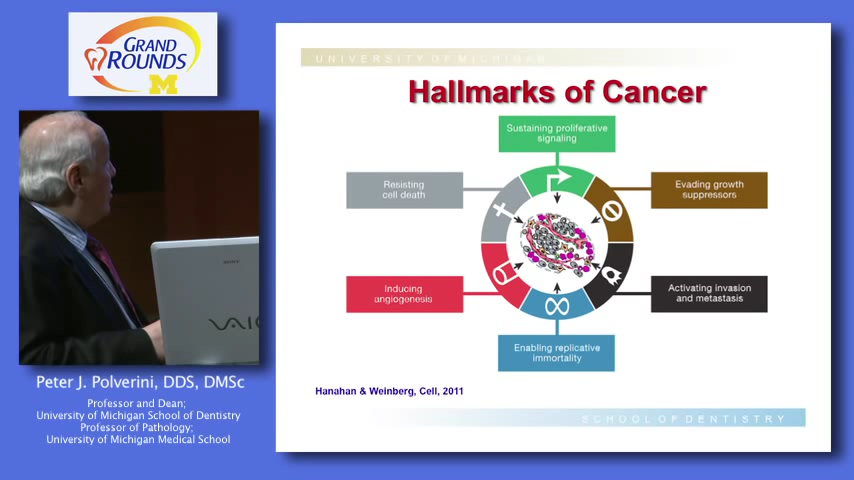 GRAND
ROUNDS
M
VAIO
Peter J. Polverini, DDS, DMSc
Professor and Dean;
University of Michigan School of Dentistry
Professor of Pathology;
University of Michigan Medical School
UNIVERSITY OF MICHIGAN
Hallmarks of Cancer
Sustaining proliferative
signaling
Resisting
cell death
Evading growth
suppressors
Inducing
angiogenesis
Activating invasion
and metastasis
Enabling replicative
immortality
Hanahan & Weinberg, Cell, 2011
SCHOOL OF DENTISTRY